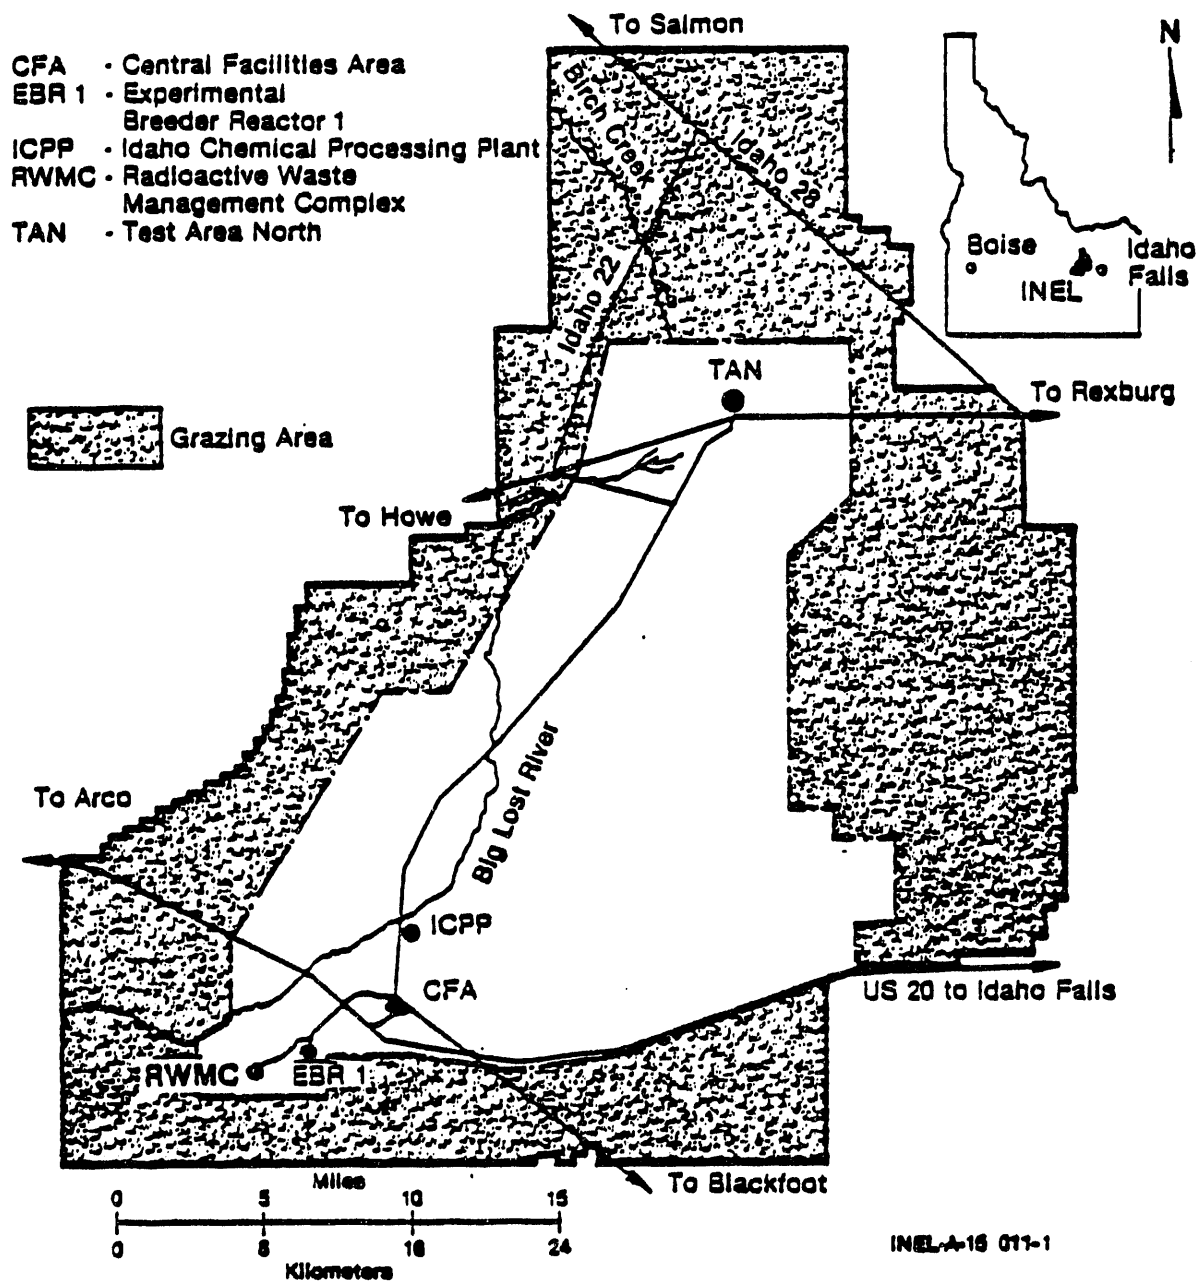 To Salmon
N
CFA - Central Facilities Area
EBR 1 - Experimental
Breeder Reactor 1
ICPP - Idaho Chemical Processing Plant
RWMC - Radioactive Waste
Management Complex
TAN - Test Area North
Birch Creek
Idaho 28
Boise
Idaho
Falls
INEL
Idaho 22
TAN
To Rexburg
Grazing Area
To Howe
Big Lost River
To Arco
ICPP
CFA
US 20 to Idaho Falls
RWMC
EBR 1
To Blackfoot
Miles
0 5 10 15
0 8 16 24
Kilometers
INEL-A-15 011-1